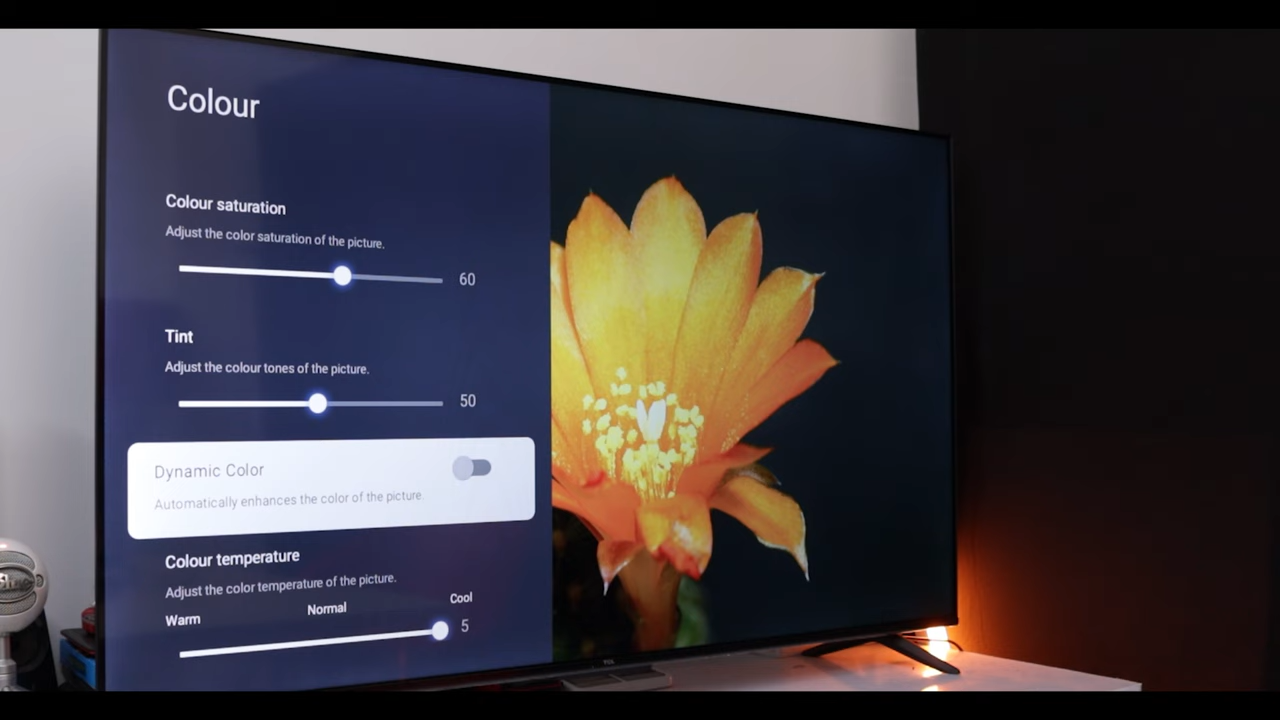 Colour
Colour saturation
Adjust the color saturation of the picture.
60
Tint
Adjust the colour tones of the picture.
50
Dynamic Color
Automatically enhances the color of the picture.
Colour temperature
Adjust the color temperature of the picture.
Warm Normal Cool
5
TCL